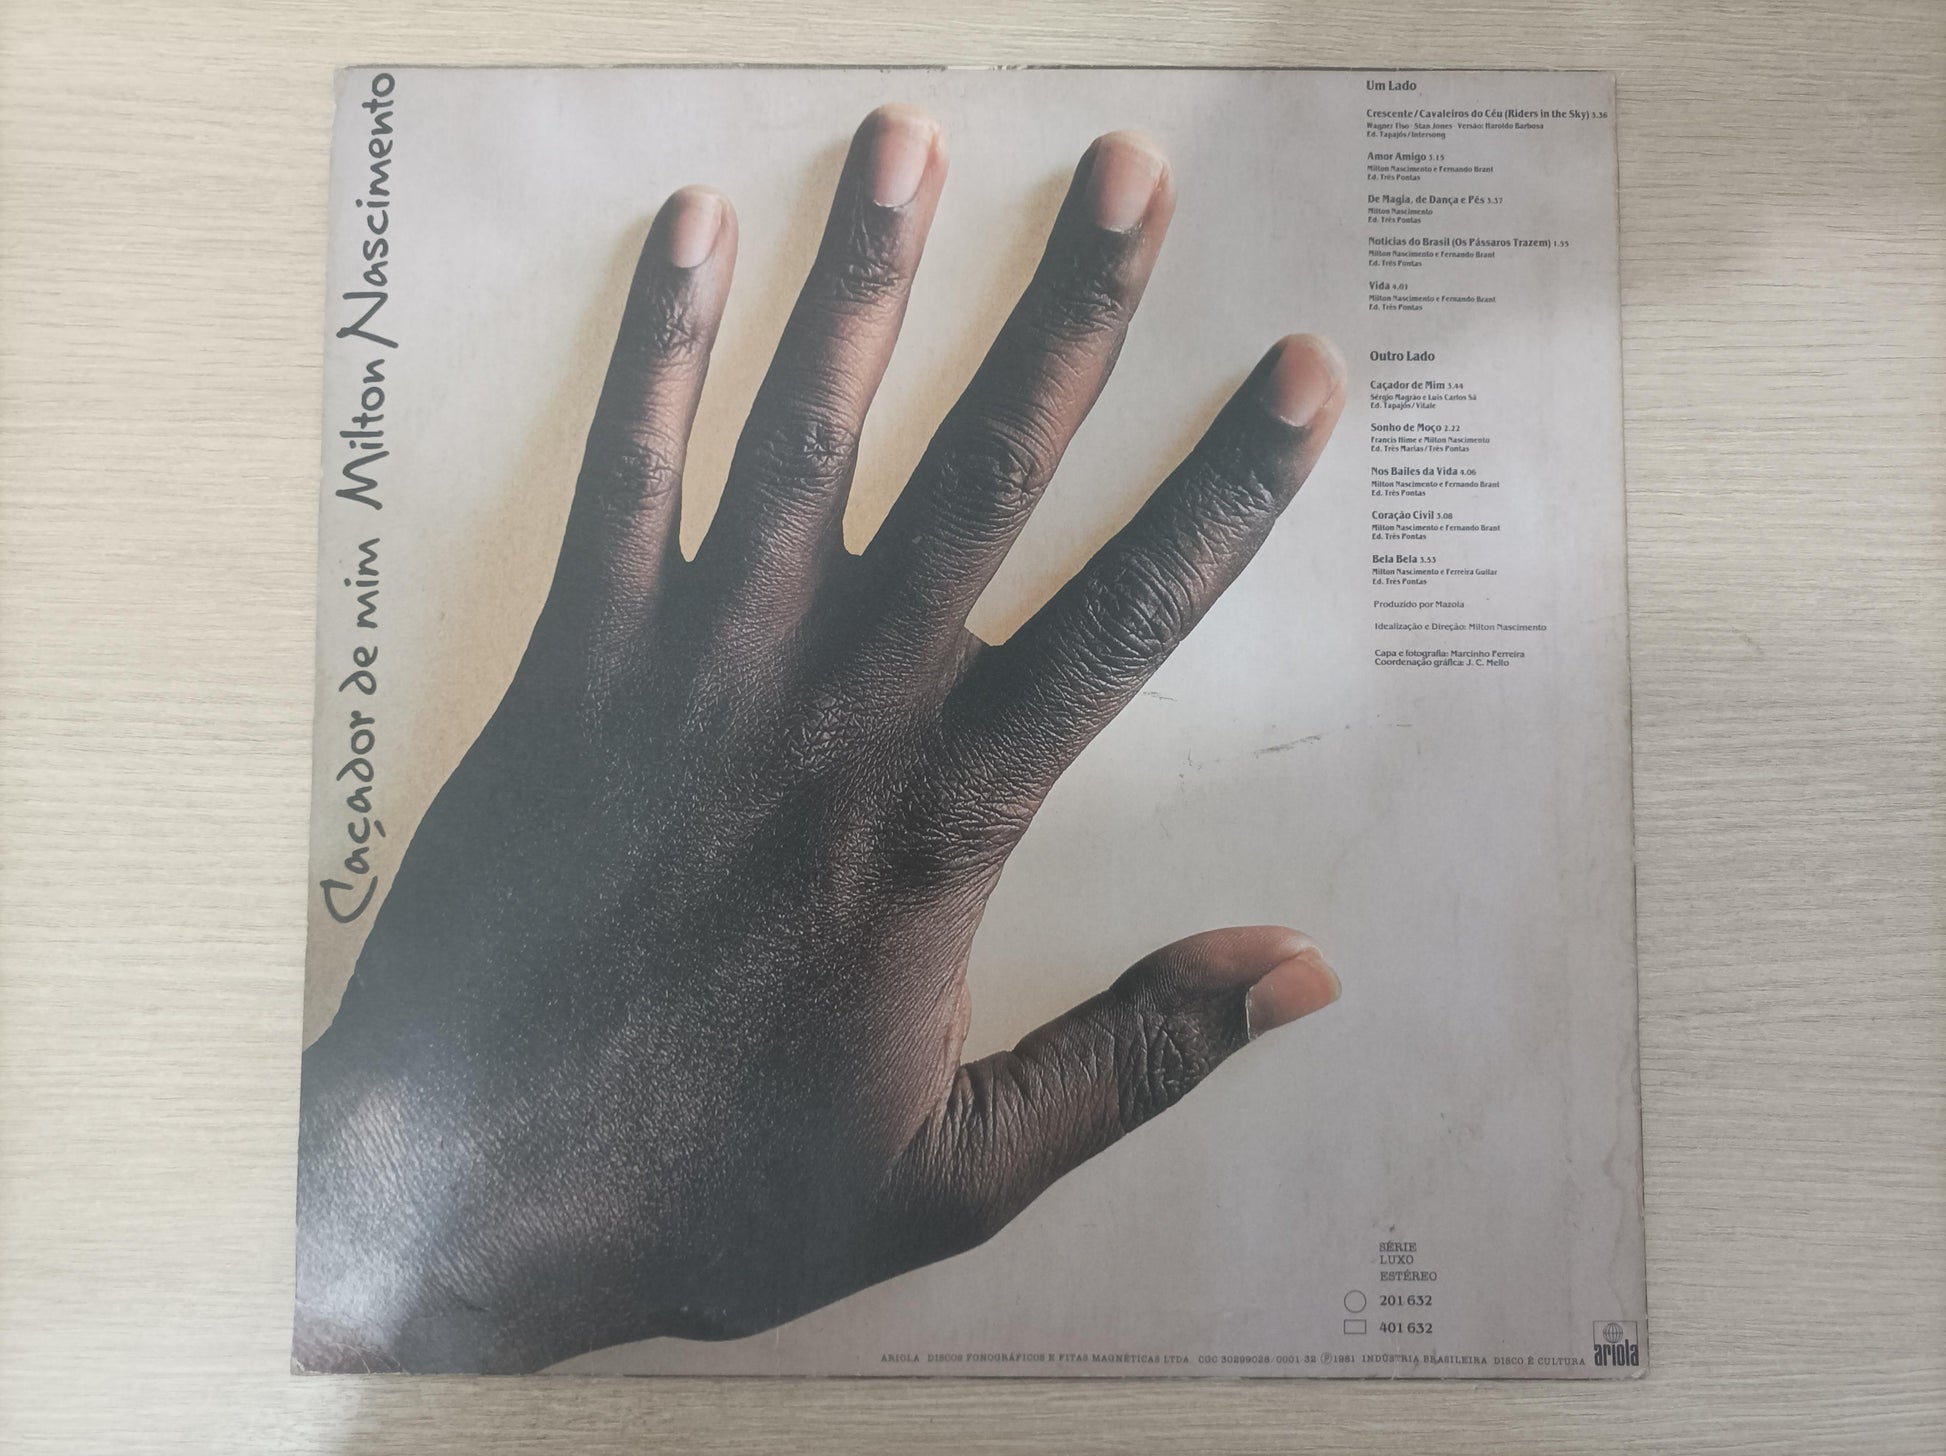 Caçador de mim Milton Nascimento
Um Lado
Crescente/Cavaleiros do Céu (Riders in the Sky) 3.36
Wagner Tiso - Stan Jones - Versão: Haroldo Barbosa
Ed. Tapajós/Intersong
Amor Amigo 3.15
Milton Nascimento e Fernando Brant
Ed. Três Pontas
De Magia, de Dança e Pés 3.37
Milton Nascimento
Ed. Três Pontas
Notícias do Brasil (Os Pássaros Trazem) 1.55
Milton Nascimento e Fernando Brant
Ed. Três Pontas
Vida 4.01
Milton Nascimento e Fernando Brant
Ed. Três Pontas
Outro Lado
Caçador de Mim 3.44
Sérgio Magrão e Luis Carlos Sá
Ed. Tapajós/Vitale
Sonho de Moço 2.22
Francis Hime e Milton Nascimento
Ed. Três Marias/Três Pontas
Nos Bailes da Vida 4.06
Milton Nascimento e Fernando Brant
Ed. Três Pontas
Coração Civil 3.08
Milton Nascimento e Fernando Brant
Ed. Três Pontas
Bela Bela 3.53
Milton Nascimento e Ferreira Gullar
Ed. Três Pontas
Produzido por Mazola
Idealização e Direção: Milton Nascimento
Capa e fotografia: Marcinho Ferreira
Coordenação gráfica: J. C. Mello
SÉRIE
LUXO
ESTÉREO
201 632
401 632
ariola
ARIOLA DISCOS FONOGRÁFICOS E FITAS MAGNÉTICAS LTDA CGC 30299028/0001-32 Ⓟ1981 INDÚSTRIA BRASILEIRA DISCO É CULTURA